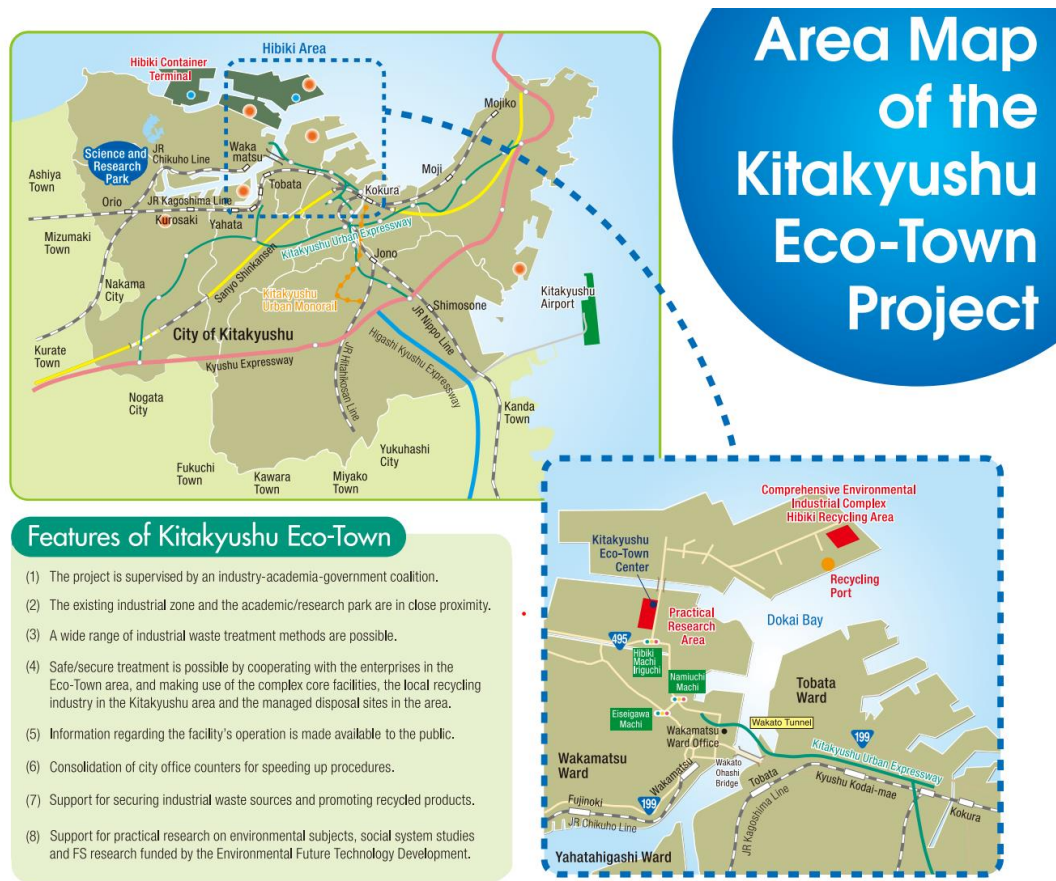 Area Map
of the
Kitakyushu
Eco-Town
Project
Hibiki Area
Hibiki Container
Terminal
Mojiko
Science and
Research
Park
JR
Chikuho Line
Waka
matsu
Ashiya
Town
Orio
JR Kagoshima Line
Tobata
Kokura
Moji
Kurosaki
Yahata
Mizumaki
Town
Kitakyushu Urban Expressway
Jono
Nakama
City
Sanyo Shinkansen
Kitakyushu
Urban Monorail
Shimosone
Kitakyushu
Airport
City of Kitakyushu
JR Nippo Line
Kurate
Town
Kyushu Expressway
JR Hitahikosan Line
Higashi Kyushu Expressway
Nogata
City
Kanda
Town
Yukuhashi
City
Fukuchi
Town
Kawara
Town
Miyako
Town
Features of Kitakyushu Eco-Town
(1) The project is supervised by an industry-academia-government coalition.
(2) The existing industrial zone and the academic/research park are in close proximity.
(3) A wide range of industrial waste treatment methods are possible.
(4) Safe/secure treatment is possible by cooperating with the enterprises in the
Eco-Town area, and making use of the complex core facilities, the local recycling
industry in the Kitakyushu area and the managed disposal sites in the area.
(5) Information regarding the facility's operation is made available to the public.
(6) Consolidation of city office counters for speeding up procedures.
(7) Support for securing industrial waste sources and promoting recycled products.
(8) Support for practical research on environmental subjects, social system studies
and FS research funded by the Environmental Future Technology Development.
Comprehensive Environmental
Industrial Complex
Hibiki Recycling Area
Kitakyushu
Eco-Town
Center
Recycling
Port
Practical
Research
Area
Dokai Bay
495
Hibiki
Machi
Iriguchi
Namiuchi
Machi
Tobata
Ward
Eiseigawa
Machi
Wakato Tunnel
Wakamatsu
Ward Office
199
Kitakyushu Urban Expressway
Wakamatsu
Ward
Wakamatsu
Wakato
Ohashi
Bridge
Tobata
Kyushu Kodai-mae
Kokura
Fujinoki
199
JR Chikuho Line
JR Kagoshima Line
Yahatahigashi Ward